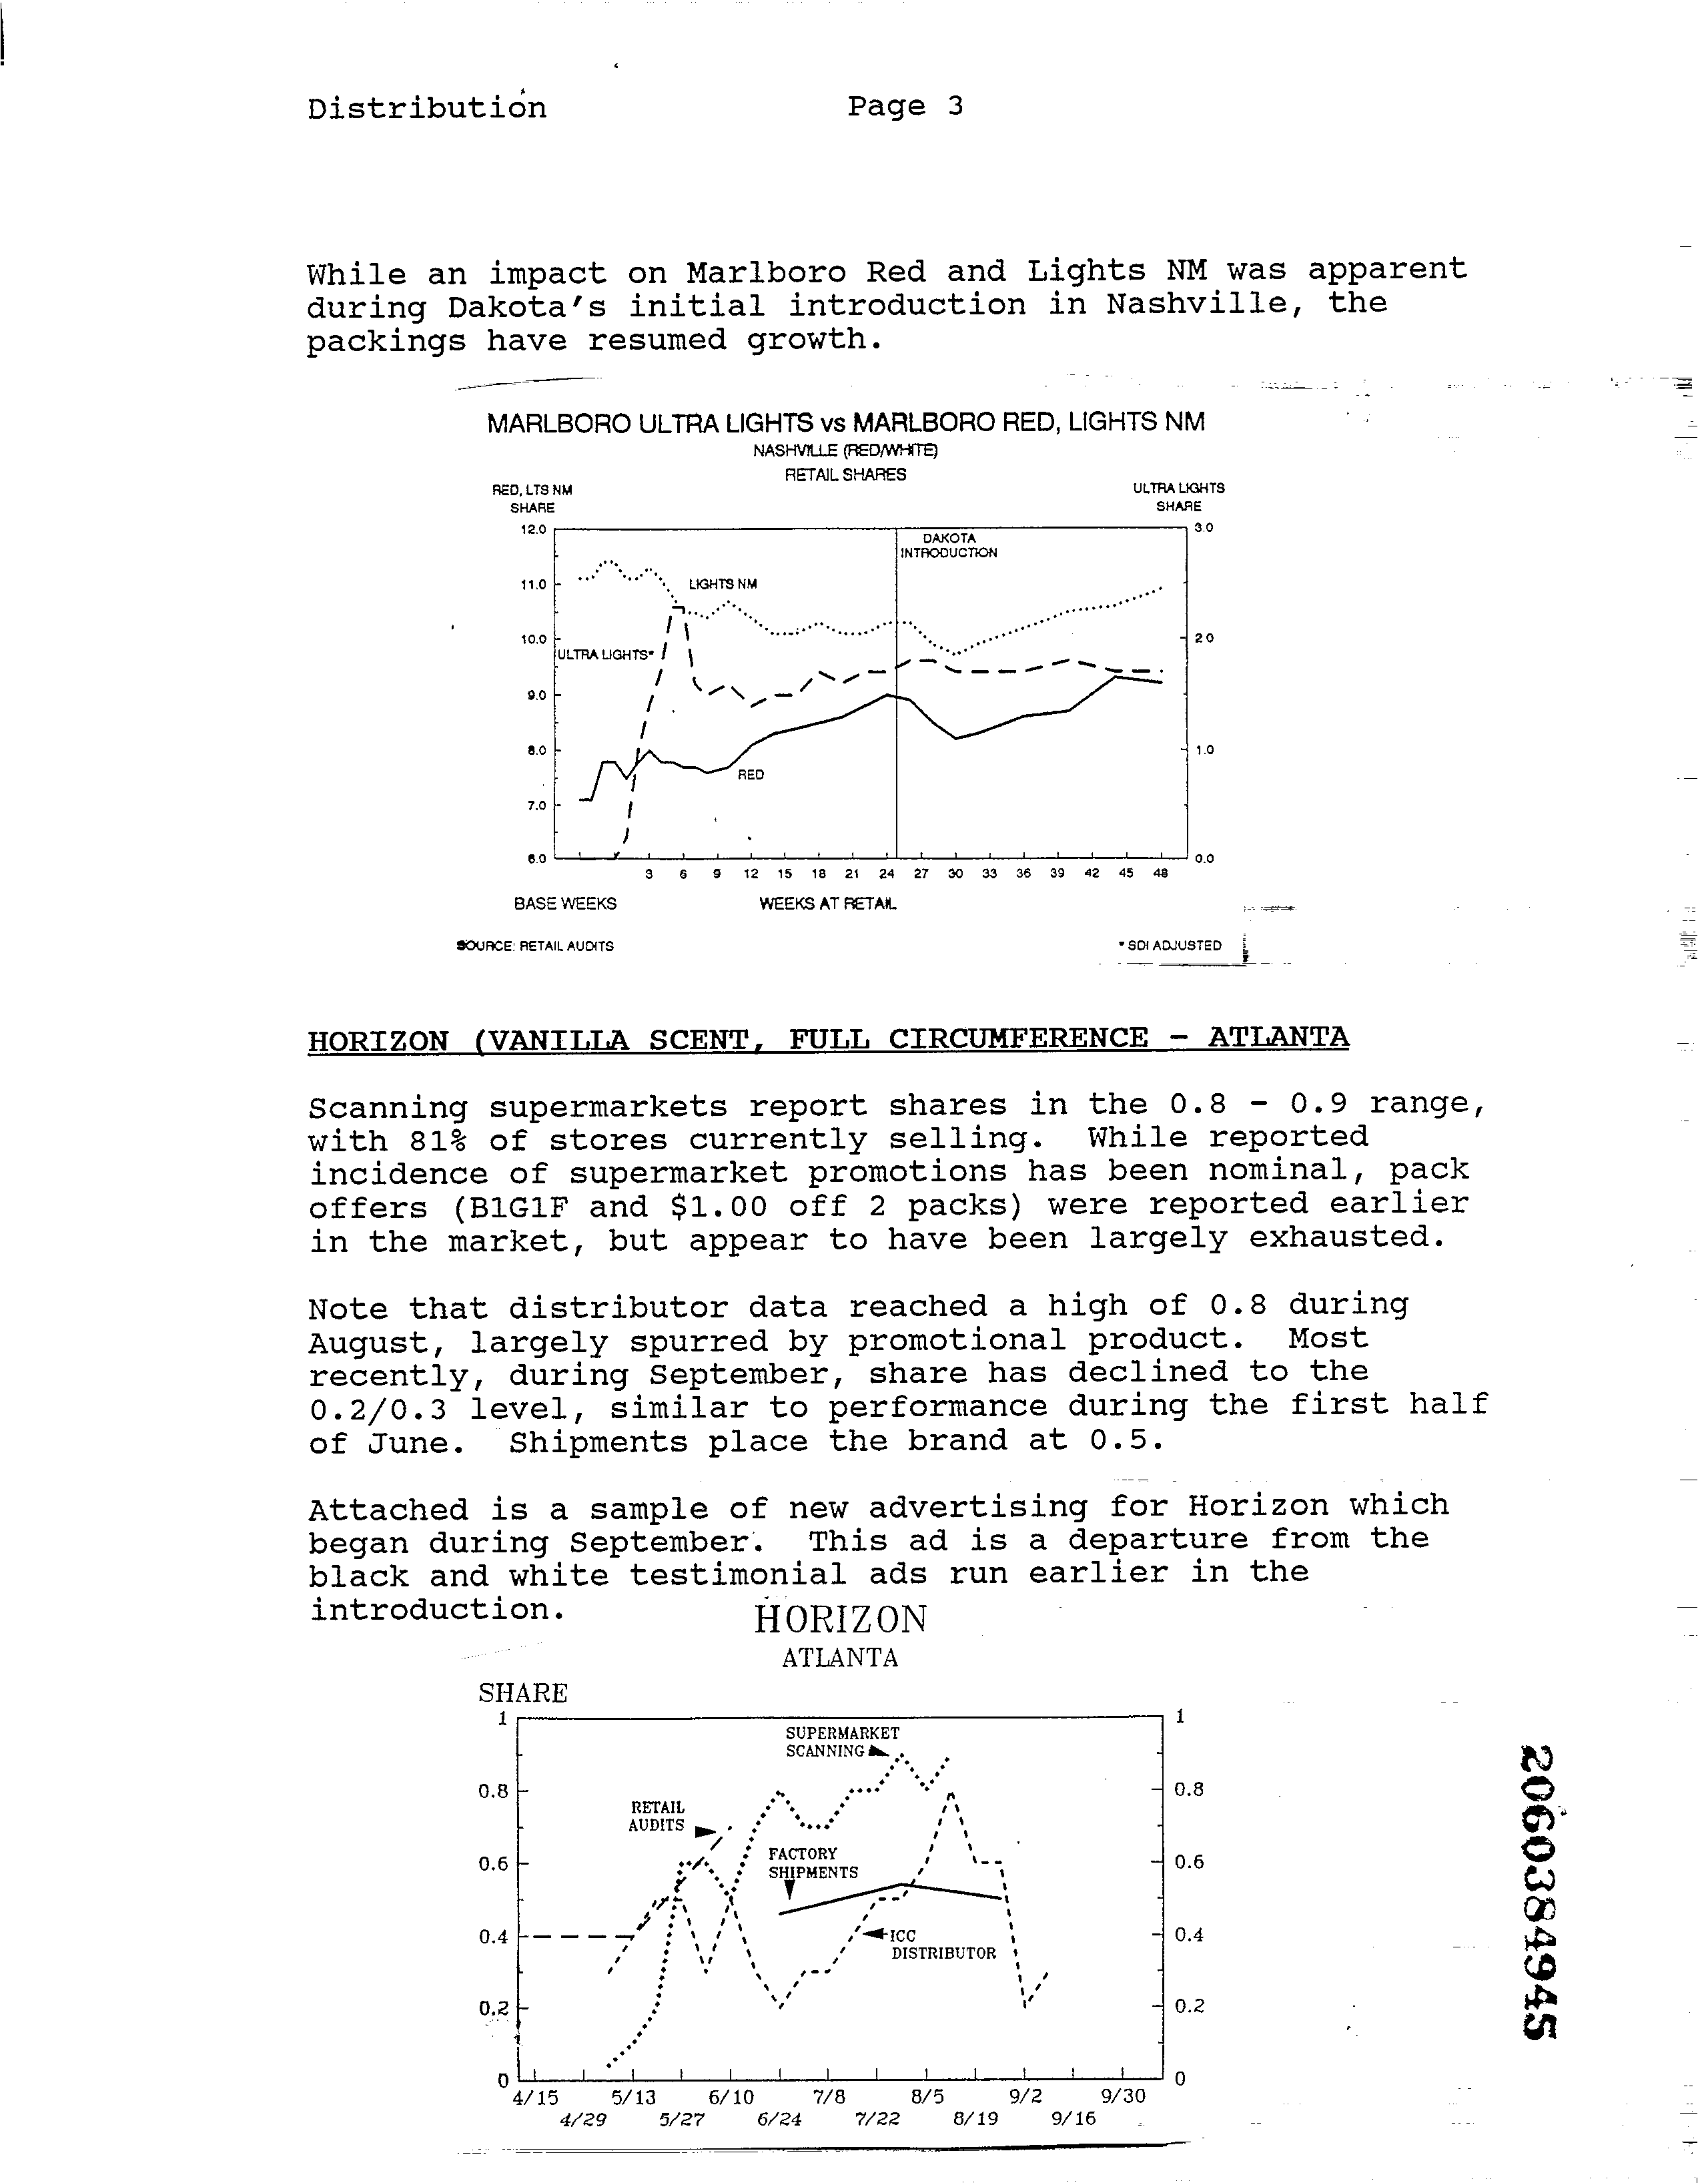 Distribution Page 3
While an impact on Marlboro Red and Lights NM was apparent
during Dakota's initial introduction in Nashville, the
packings have resumed growth.
MARLBORO ULTRA LIGHTS vs MARLBORO RED, LIGHTS NM
NASHVILLE (RED/WHITE)
RETAIL SHARES
RED, LTS NM ULTRA LIGHTS
SHARE SHARE
12.0 3.0
DAKOTA
INTRODUCTION
11.0 LIGHTS NM
10.0 2.0
ULTRA LIGHTS*
9.0
8.0 1.0
RED
7.0
6.0 0.0
3 6 9 12 15 18 21 24 27 30 33 36 39 42 45 48
BASE WEEKS WEEKS AT RETAIL
SOURCE: RETAIL AUDITS * SDI ADJUSTED
HORIZON (VANILLA SCENT, FULL CIRCUMFERENCE - ATLANTA
Scanning supermarkets report shares in the 0.8 - 0.9 range,
with 81% of stores currently selling. While reported
incidence of supermarket promotions has been nominal, pack
offers (B1G1F and $1.00 off 2 packs) were reported earlier
in the market, but appear to have been largely exhausted.
Note that distributor data reached a high of 0.8 during
August, largely spurred by promotional product. Most
recently, during September, share has declined to the
0.2/0.3 level, similar to performance during the first half
of June. Shipments place the brand at 0.5.
Attached is a sample of new advertising for Horizon which
began during September. This ad is a departure from the
black and white testimonial ads run earlier in the
introduction.
HORIZON
ATLANTA
SHARE
1 1
SUPERMARKET
SCANNING
0.8 0.8
RETAIL
AUDITS
FACTORY
0.6 0.6
SHIPMENTS
0.4 ICC 0.4
DISTRIBUTOR
0.2 0.2
0 0
4/15 5/13 6/10 7/8 8/5 9/2 9/30
4/29 5/27 6/24 7/22 8/19 9/16
2060384945